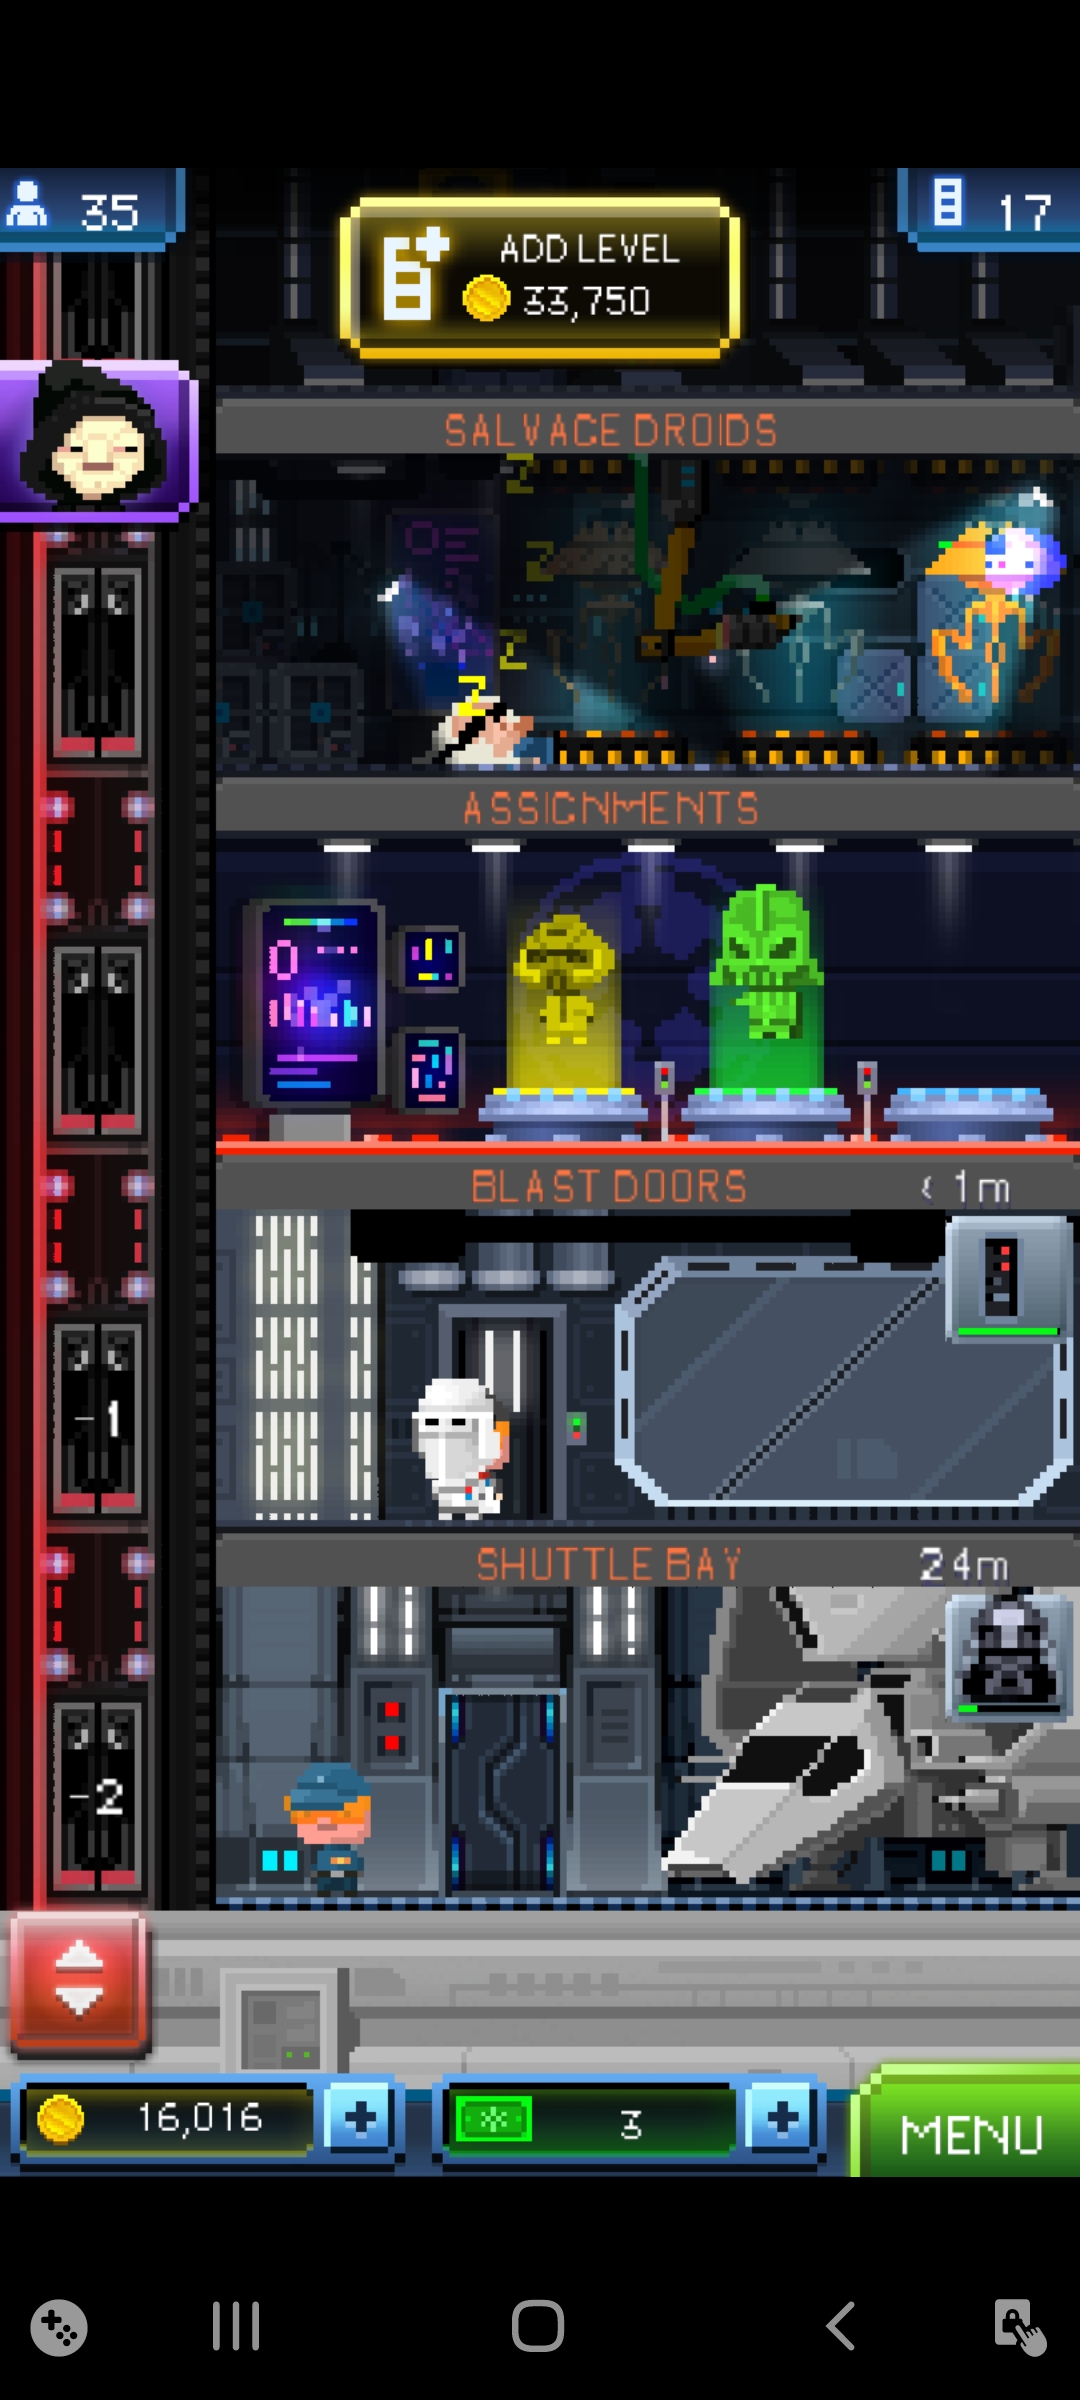 35
ADD LEVEL
33,750
17
SALVAGE DROIDS
Z
Z
Z
Z
ASSIGNMENTS
BLAST DOORS
< 1m
-1
SHUTTLE BAY
24m
-2
16,016
3
MENU